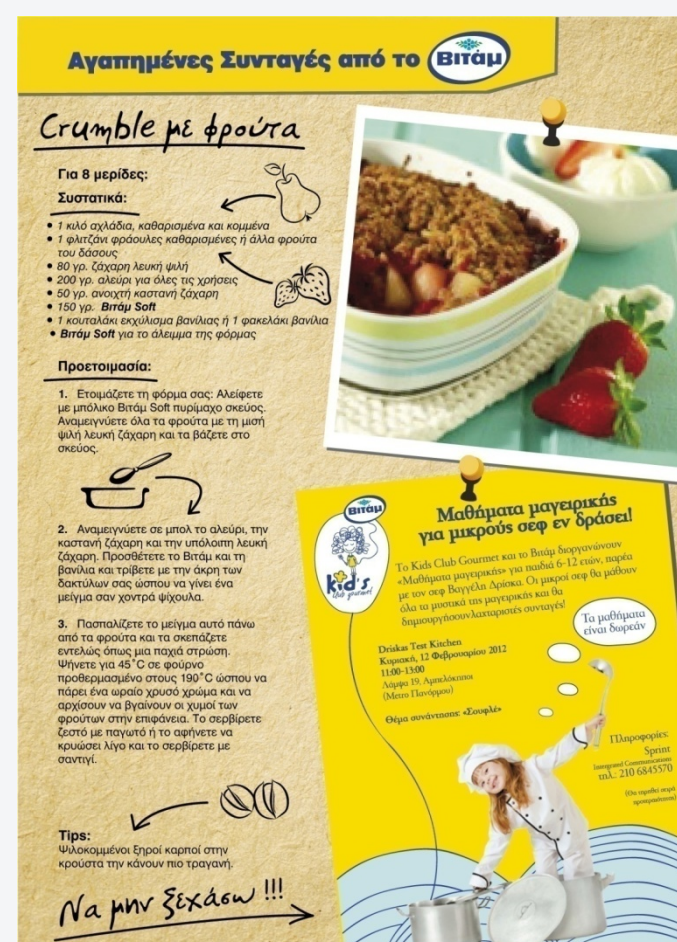 Αγαπημένες Συνταγές από το Βιτάμ
Crumble με φρούτα
Για 8 μερίδες:
Συστατικά:
• 1 κιλό αχλάδια, καθαρισμένα και κομμένα
• 1 φλιτζάνι φράουλες καθαρισμένες ή άλλα φρούτα
του δάσους
• 80 γρ. ζάχαρη λευκή ψιλή
• 200 γρ. αλεύρι για όλες τις χρήσεις
• 50 γρ. ανοιχτή καστανή ζάχαρη
• 150 γρ. Βιτάμ Soft
• 1 κουταλάκι εκχύλισμα βανίλιας ή 1 φακελάκι βανίλια
• Βιτάμ Soft για το άλειμμα της φόρμας
Προετοιμασία:
1. Ετοιμάζετε τη φόρμα σας: Αλείφετε
με μπόλικο Βιτάμ Soft πυρίμαχο σκεύος.
Αναμειγνύετε όλα τα φρούτα με τη μισή
ψιλή λευκή ζάχαρη και τα βάζετε στο
σκεύος.
2. Αναμειγνύετε σε μπολ το αλεύρι, την
καστανή ζάχαρη και την υπόλοιπη λευκή
ζάχαρη. Προσθέτετε το Βιτάμ και τη
βανίλια και τρίβετε με την άκρη των
δακτύλων σας ώσπου να γίνει ένα
μείγμα σαν χοντρά ψίχουλα.
3. Πασπαλίζετε το μείγμα αυτό πάνω
από τα φρούτα και τα σκεπάζετε
εντελώς όπως μια παχιά στρώση.
Ψήνετε για 45˚C σε φούρνο
προθερμασμένο στους 190˚C ώσπου να
πάρει ένα ωραίο χρυσό χρώμα και να
αρχίσουν να βγαίνουν οι χυμοί των
φρούτων στην επιφάνεια. Το σερβίρετε
ζεστό με παγωτό ή το αφήνετε να
κρυώσει λίγο και το σερβίρετε με
σαντιγί.
Tips:
Ψιλοκομμένοι ξηροί καρποί στην
κρούστα την κάνουν πιο τραγανή.
Να μην ξεχάσω !!!
Βιτάμ
kid's
club gourmet
Μαθήματα μαγειρικής
για μικρούς σεφ εν δράσει!
Το Kids Club Gourmet και το Βιτάμ διοργανώνουν
«Μαθήματα μαγειρικής» για παιδιά 6-12 ετών, παρέα
με τον σεφ Βαγγέλη Δρίσκα. Οι μικροί σεφ θα μάθουν
όλα τα μυστικά της μαγειρικής και θα
δημιουργήσουν λαχταριστές συνταγές!
Driskas Test Kitchen
Κυριακή, 12 Φεβρουαρίου 2012
11:00-13:00
Λάμψα 19, Αμπελόκηποι
(Μετρό Πανόρμου)
Θέμα συνάντησης: «Σουφλέ»
Τα μαθήματα
είναι δωρεάν
Πληροφορίες:
Sprint
Integrated Communications
τηλ.: 210 6845570
(Θα τηρηθεί σειρά
προτεραιότητας)